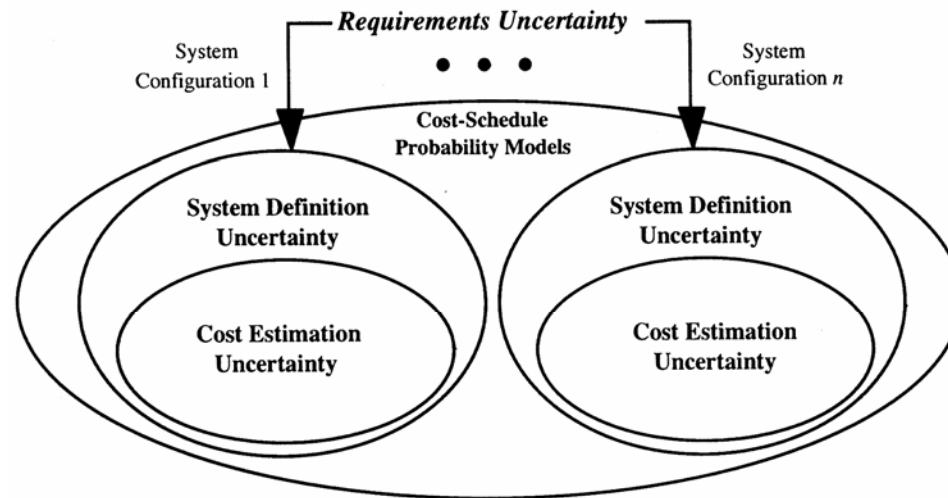 Requirements Uncertainty
System
Configuration 1
• • •
System
Configuration n
Cost-Schedule
Probability Models
System Definition
Uncertainty
Cost Estimation
Uncertainty
System Definition
Uncertainty
Cost Estimation
Uncertainty